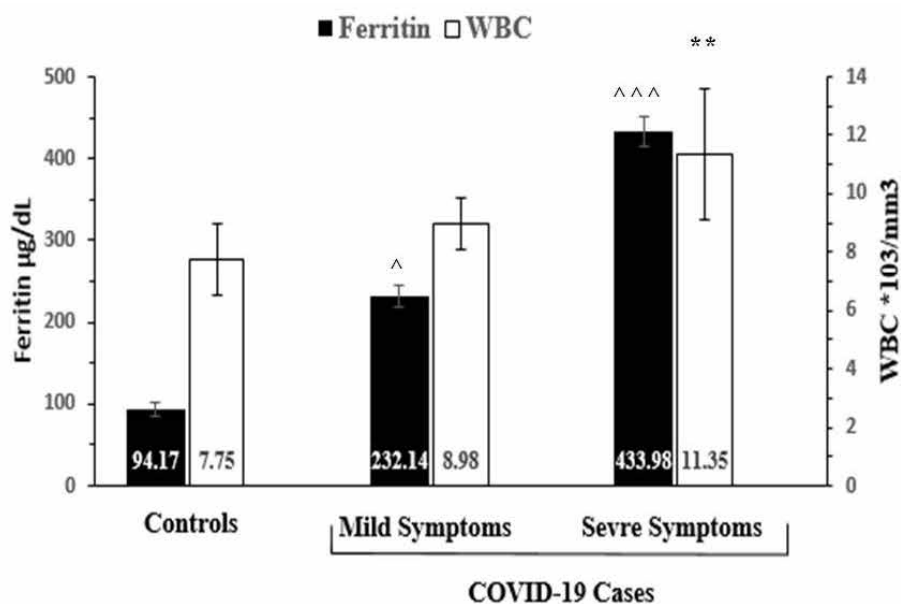 Ferritin WBC
**
500 14
^^^
12
400
10
300
8
^
200 6
4
100
2
94.17 7.75 232.14 8.98 433.98 11.35
0 0
Ferritin µg/dL
WBC *103/mm3
Controls Mild Symptoms Sevre Symptoms
COVID-19 Cases